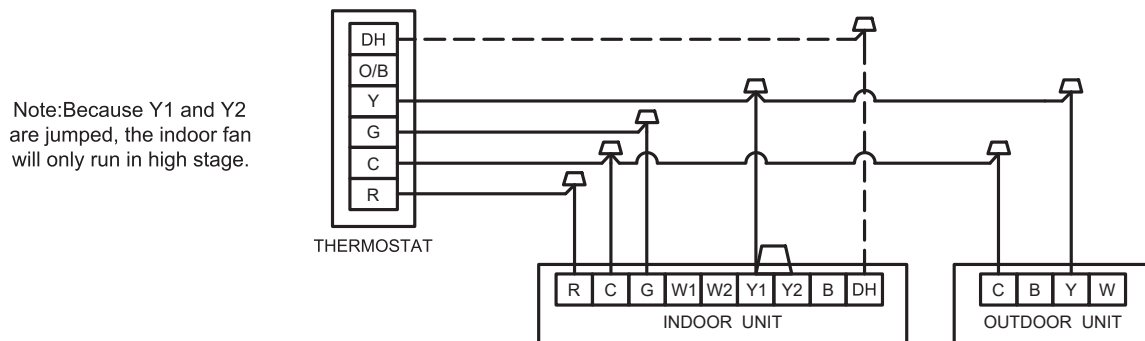 Note:Because Y1 and Y2
are jumped, the indoor fan
will only run in high stage.
DH
O/B
Y
G
C
R
THERMOSTAT
R C G W1 W2 Y1 Y2 B DH
INDOOR UNIT
C B Y W
OUTDOOR UNIT